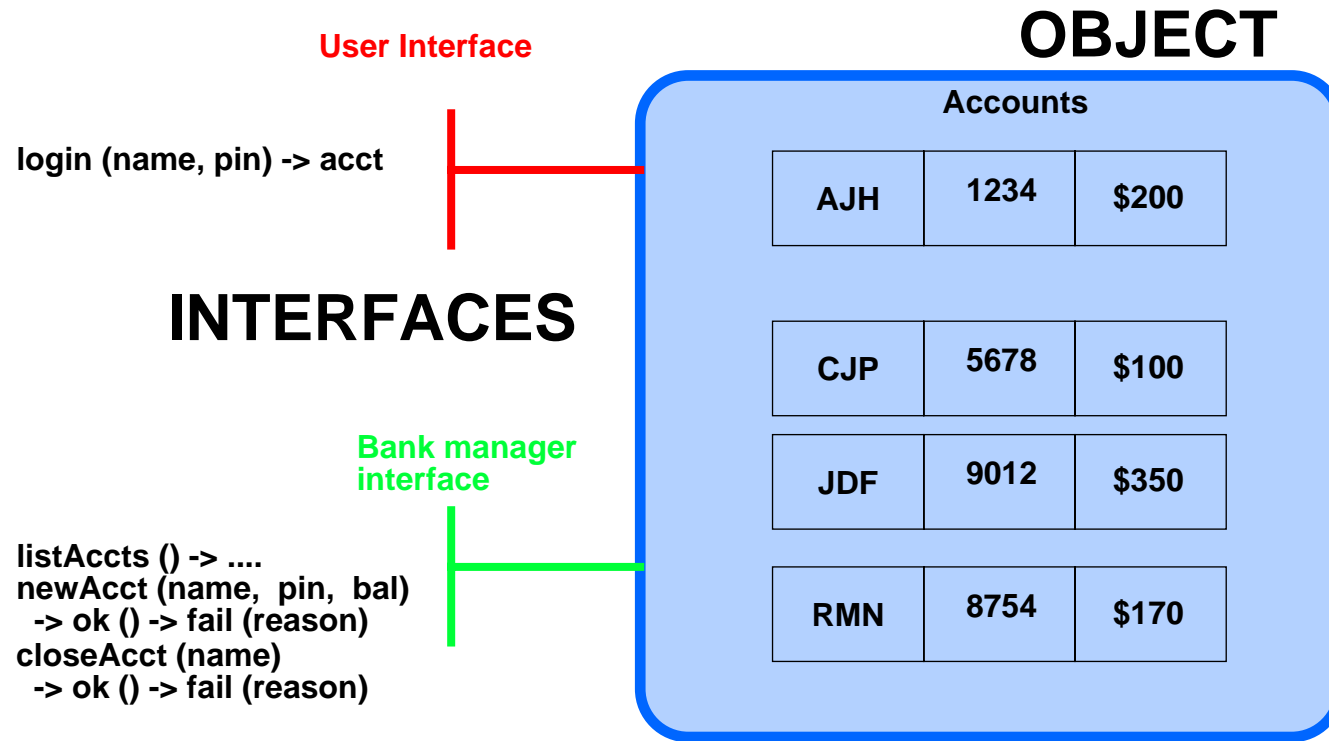 OBJECT
User Interface
Accounts
login (name, pin) -> acct
AJH 1234 $200
INTERFACES
CJP 5678 $100
Bank manager
interface
JDF 9012 $350
listAccts () -> ....
newAcct (name, pin, bal)
-> ok () -> fail (reason)
closeAcct (name)
-> ok () -> fail (reason)
RMN 8754 $170